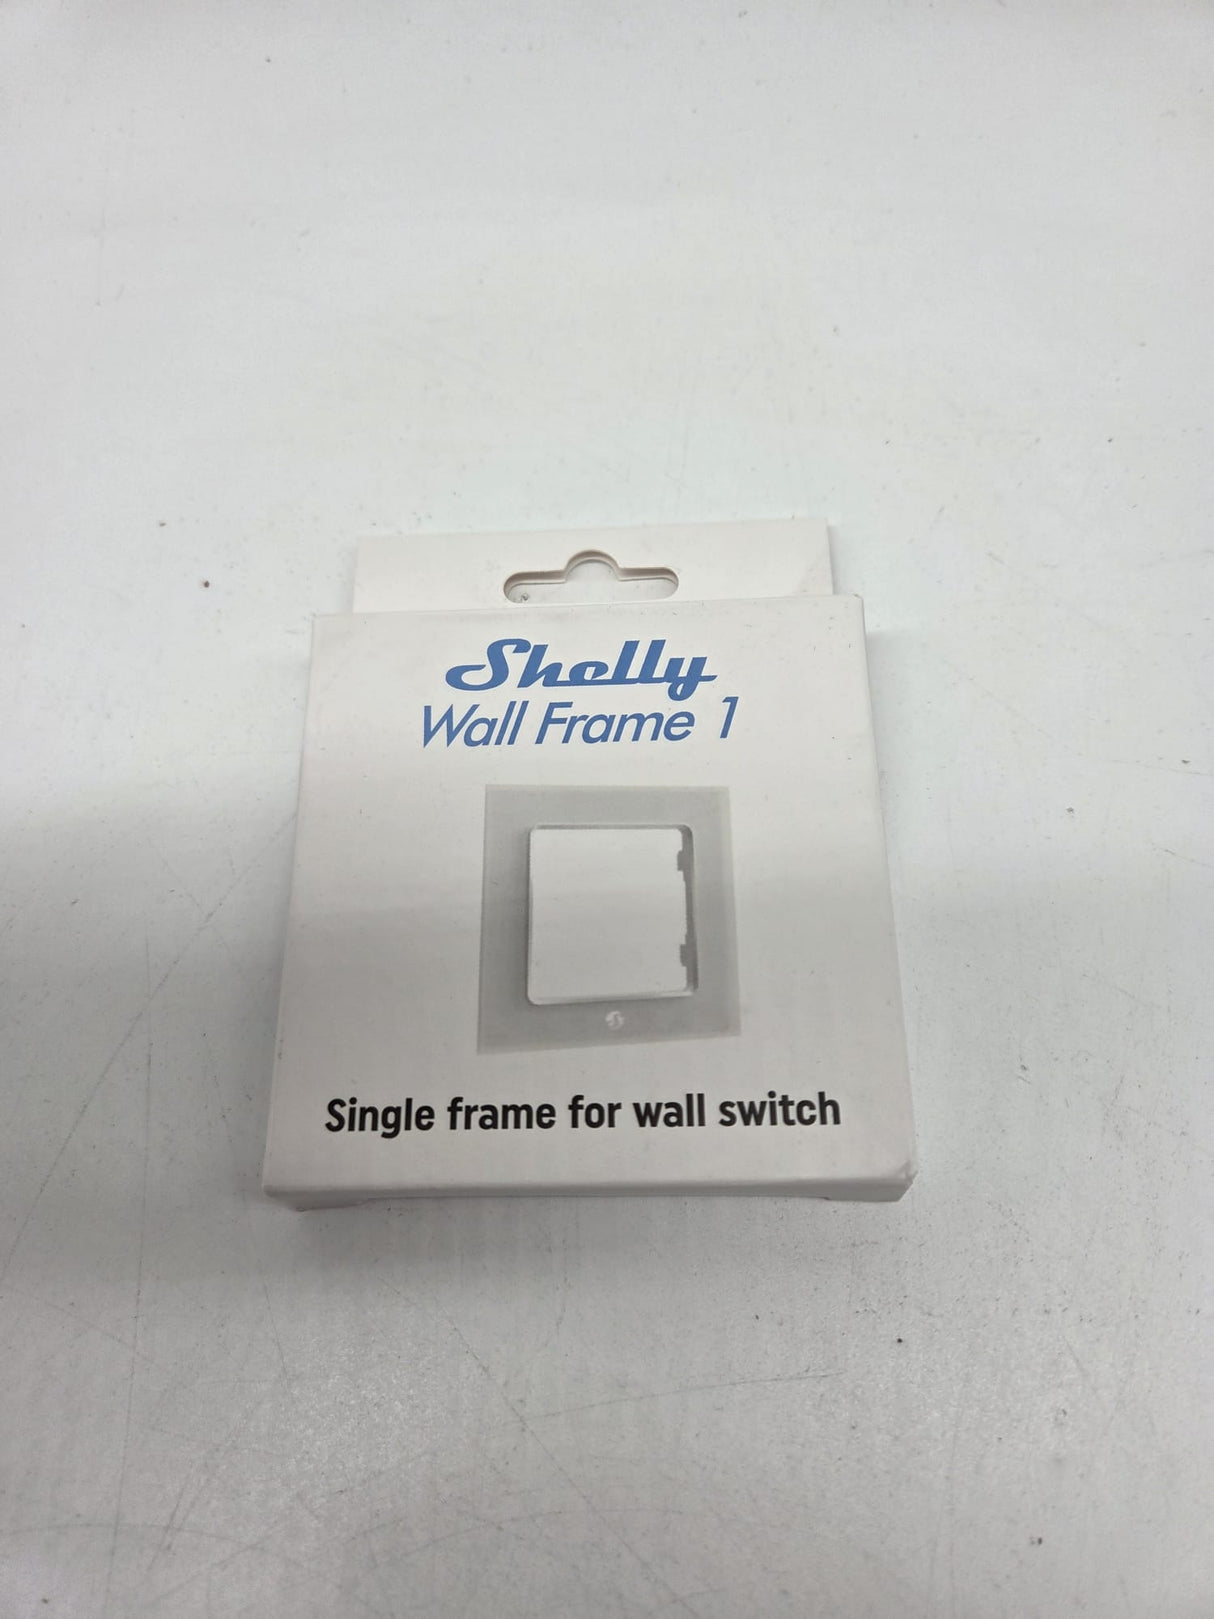 Shelly
Wall Frame 1
Single frame for wall switch